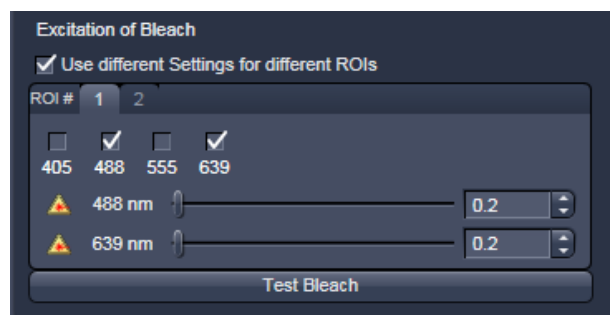 Excitation of Bleach
Use different Settings for different ROIs
ROI # 1 2
405 488 555 639
488 nm 0.2
639 nm 0.2
Test Bleach